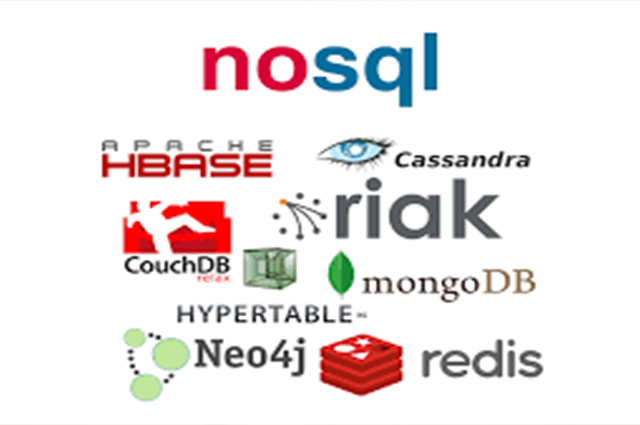 nosql
APACHE
HBASE
Cassandra
riak
CouchDB
relax
mongoDB
HYPERTABLE
Neo4j
redis